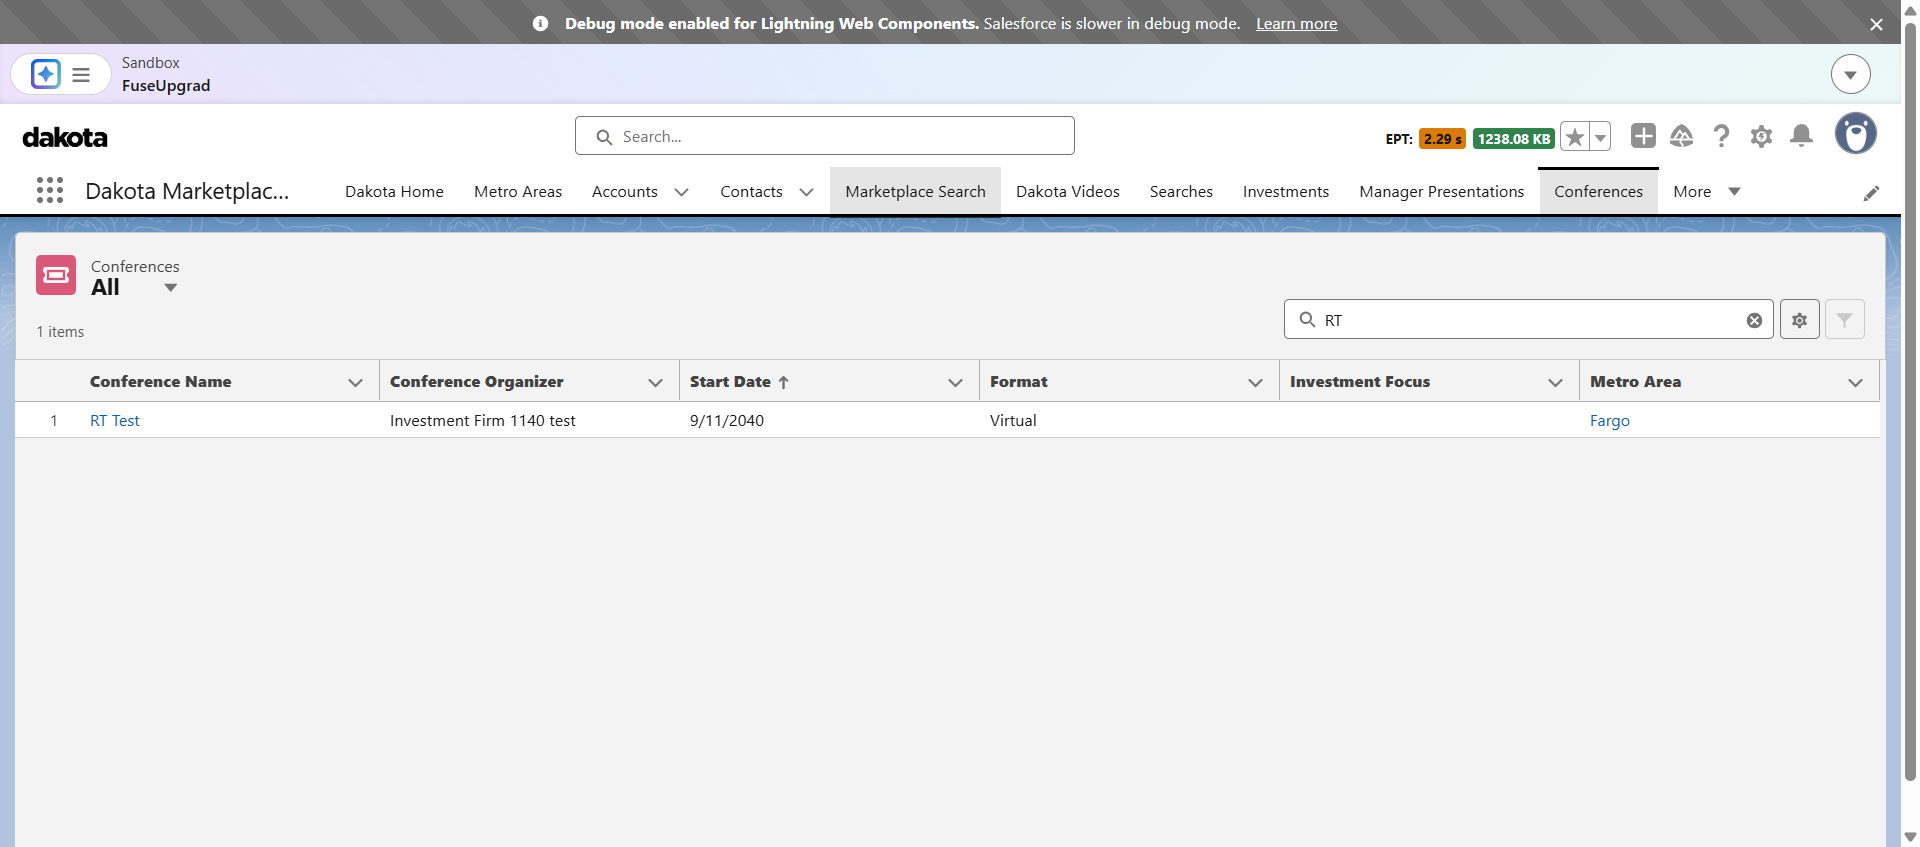 Debug mode enabled for Lightning Web Components. Salesforce is slower in debug mode. Learn more
Sandbox
FuseUpgrad
dakota
Search...
EPT: 2.29 s 1238.08 KB
Dakota Marketplac...
Dakota Home Metro Areas Accounts Contacts Marketplace Search Dakota Videos Searches Investments Manager Presentations Conferences More
Conferences
All
1 items
RT
Conference Name Conference Organizer Start Date Format Investment Focus Metro Area
1 RT Test Investment Firm 1140 test 9/11/2040 Virtual Fargo